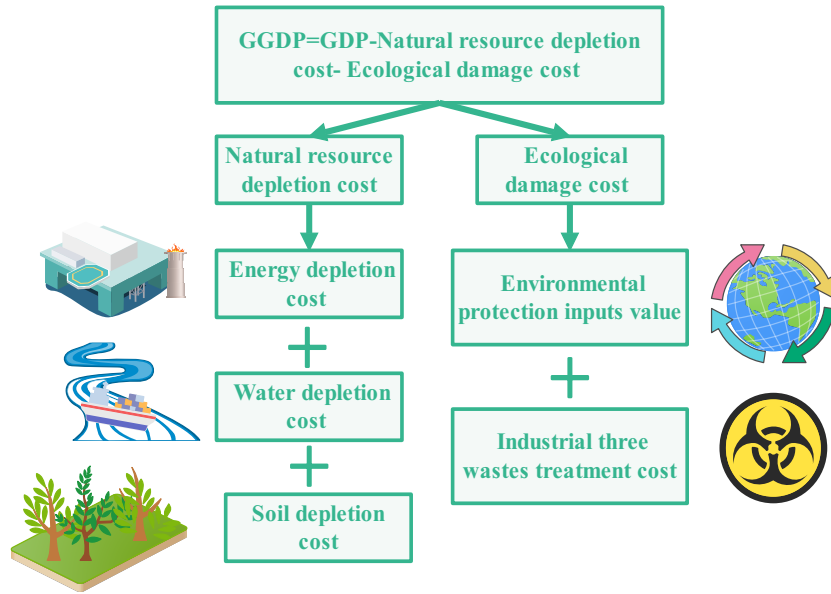 GGDP=GDP-Natural resource depletion
cost- Ecological damage cost
Natural resource
depletion cost
Ecological
damage cost
Energy depletion
cost
+
Water depletion
cost
+
Soil depletion
cost
Environmental
protection inputs value
+
Industrial three
wastes treatment cost